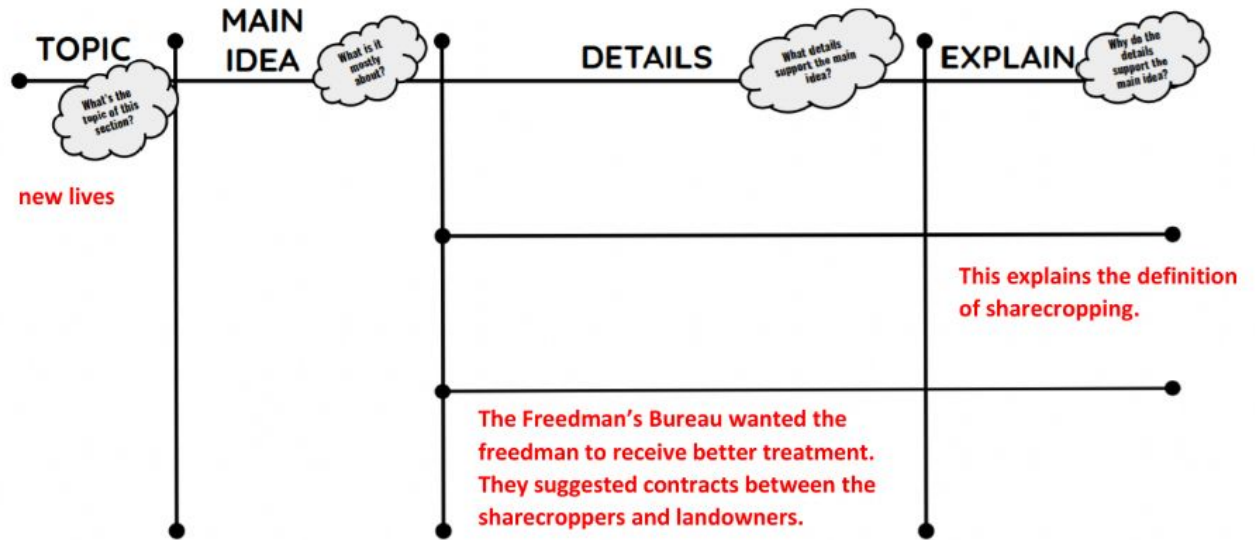 TOPIC
What's the
topic of this
section?
MAIN
IDEA
What is it
mostly
about?
DETAILS
What details
support the main
idea?
EXPLAIN
Why do the
details
support the
main idea?
new lives
This explains the definition
of sharecropping.
The Freedman's Bureau wanted the
freedman to receive better treatment.
They suggested contracts between the
sharecroppers and landowners.